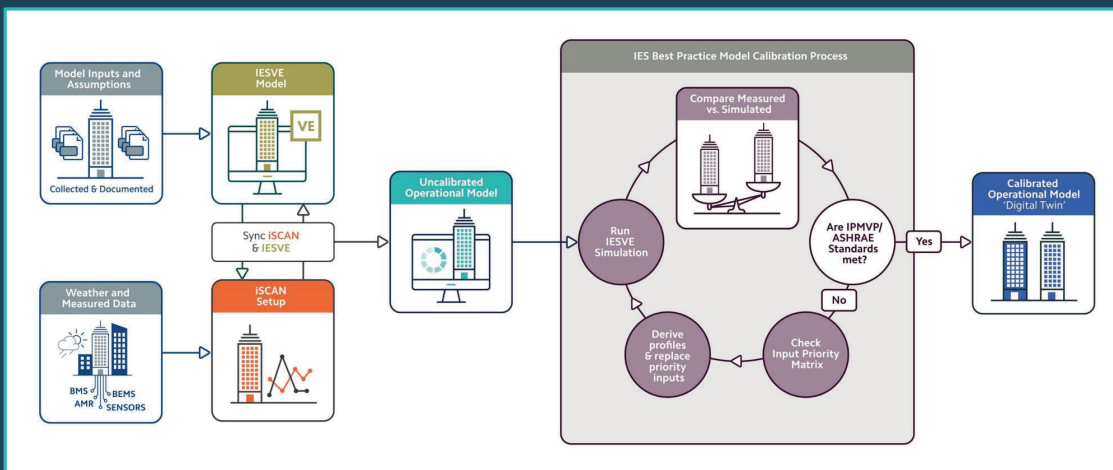 IES Best Practice Model Calibration Process
Model Inputs and
Assumptions
Collected & Documented
IESVE
Model
VE
Sync iSCAN
& IESVE
Weather and
Measured Data
BMS
BEMS
AMR
SENSORS
iSCAN
Setup
Uncalibrated
Operational Model
Run
IESVE
Simulation
Compare Measured
vs. Simulated
Are IPMVP/
ASHRAE
Standards
met?
Yes
No
Check
Input Priority
Matrix
Derive
profiles
& replace
priority
inputs
Calibrated
Operational Model
'Digital Twin'